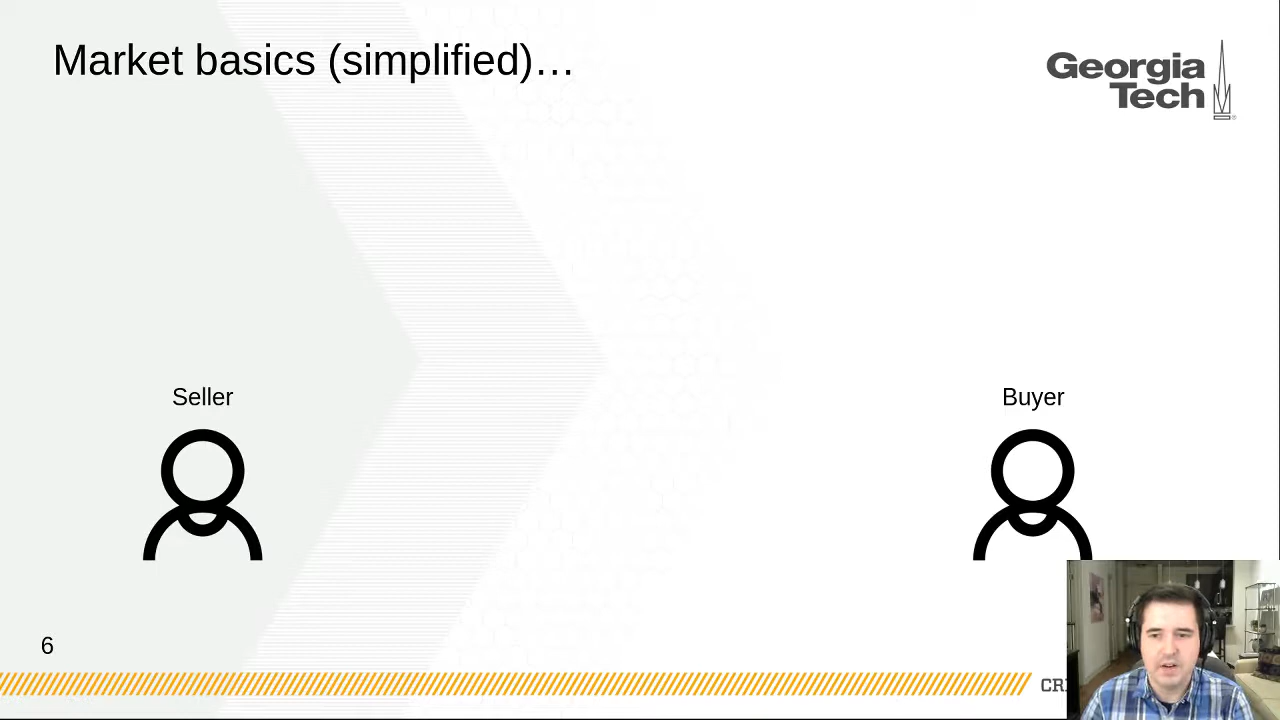 Market basics (simplified)…
Georgia
Tech
Seller
Buyer
6